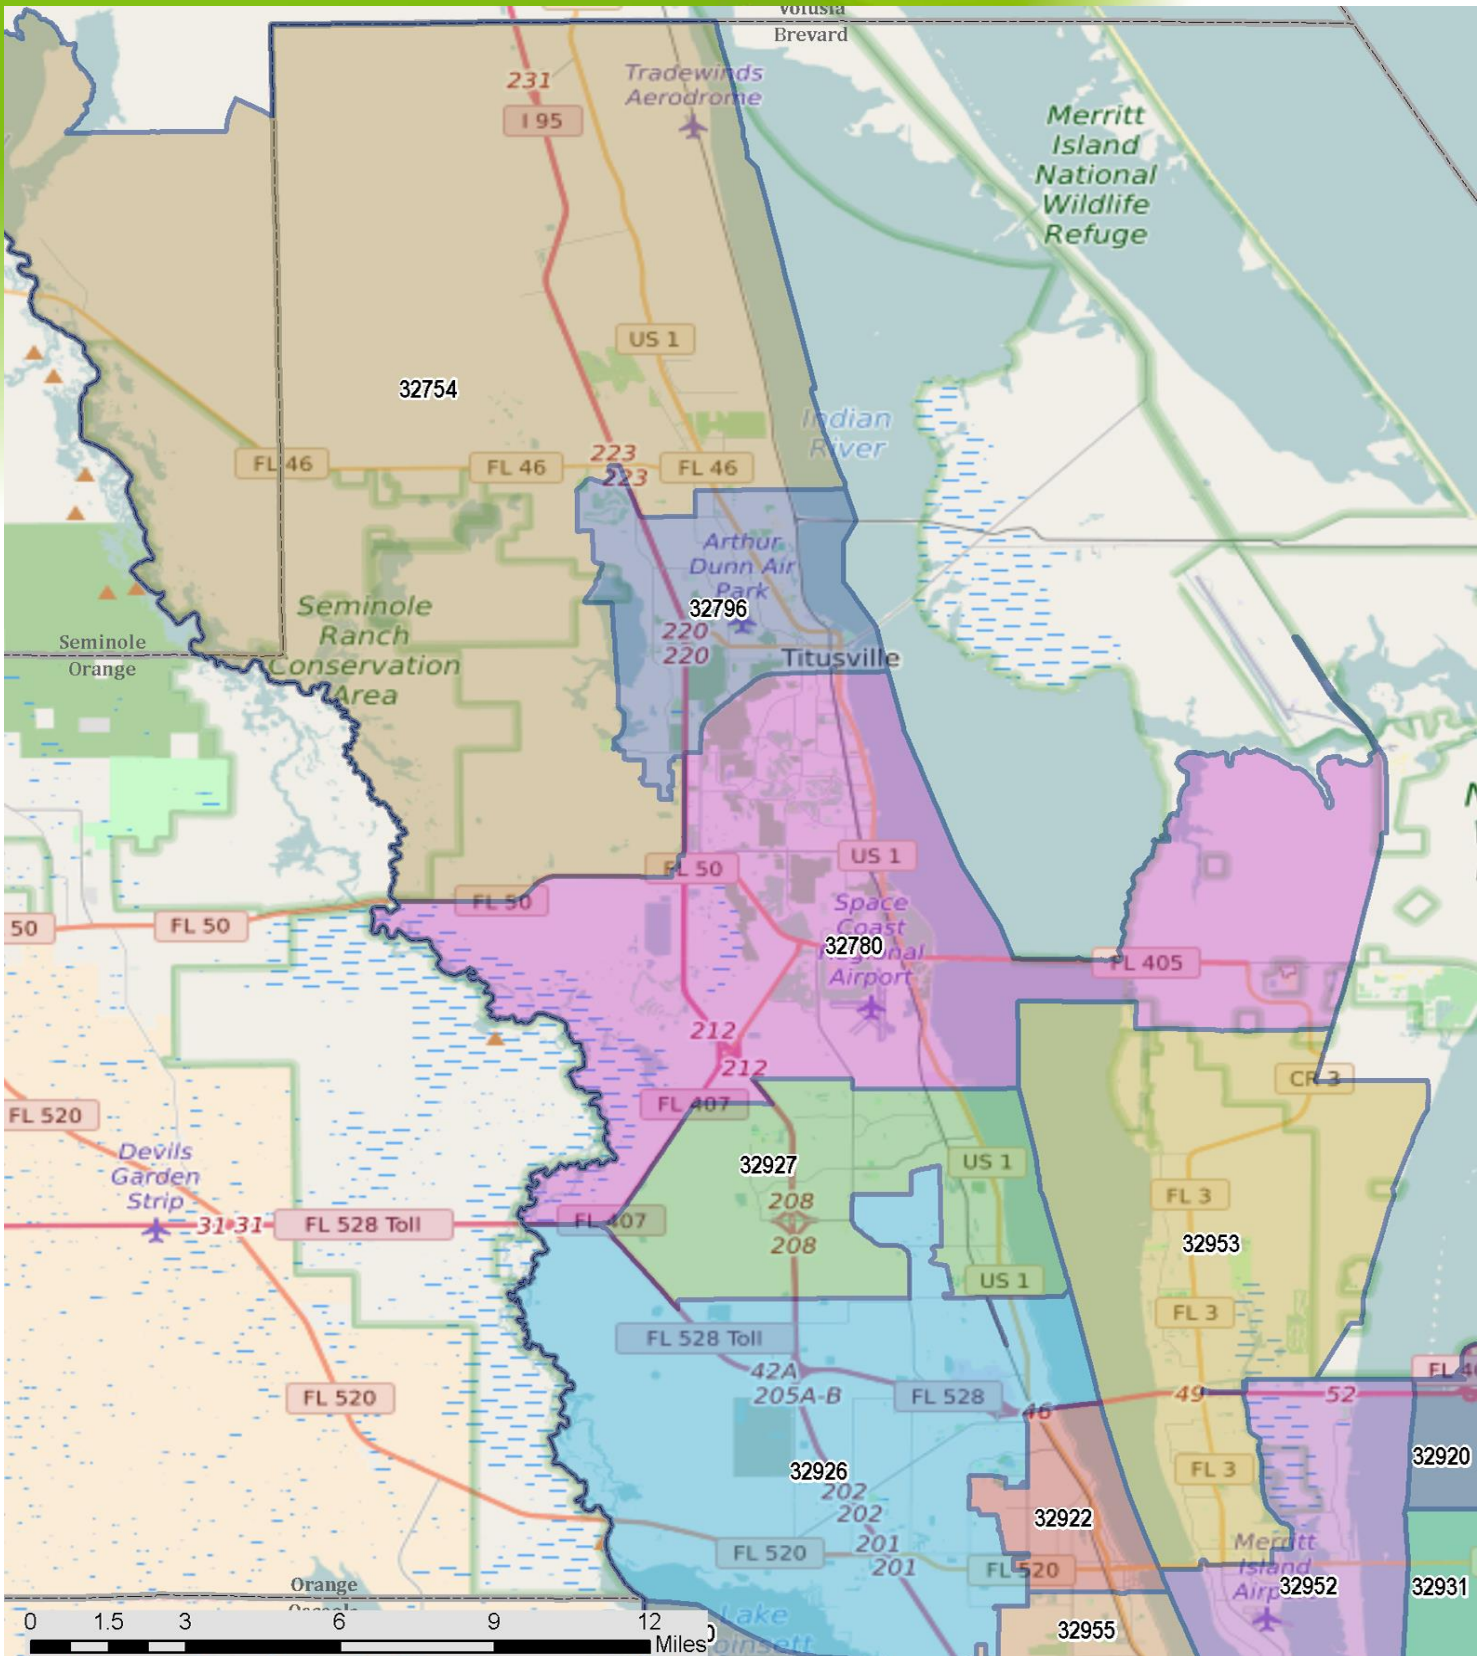 Volusia
Brevard
Tradewinds
Aerodrome
231
I 95
Merritt
Island
National
Wildlife
Refuge
US 1
32754
Indian
River
223
FL 46
FL 46
FL 46
223
Arthur
Dunn Air
Park
32796
Seminole
Ranch
Conservation
Area
220
220
Seminole
Orange
Titusville
FL 50
US 1
FL 50
Space
Coast
Regional
Airport
32780
50
FL 50
FL 405
212
212
CR 3
FL 407
FL 520
Devils
Garden
Strip
32927
US 1
FL 3
208
208
31
31
FL 528 Toll
FL 407
32953
US 1
FL 3
FL 528 Toll
42A
205A-B
FL 528
46
49
52
FL 520
32926
202
202
FL 3
32920
32922
201
201
FL 520
FL 520
Merritt
Island
Airport
32952
32931
Orange
Osceola
0 1.5 3 6 9 12
Miles
Lake
Poinsett
32955